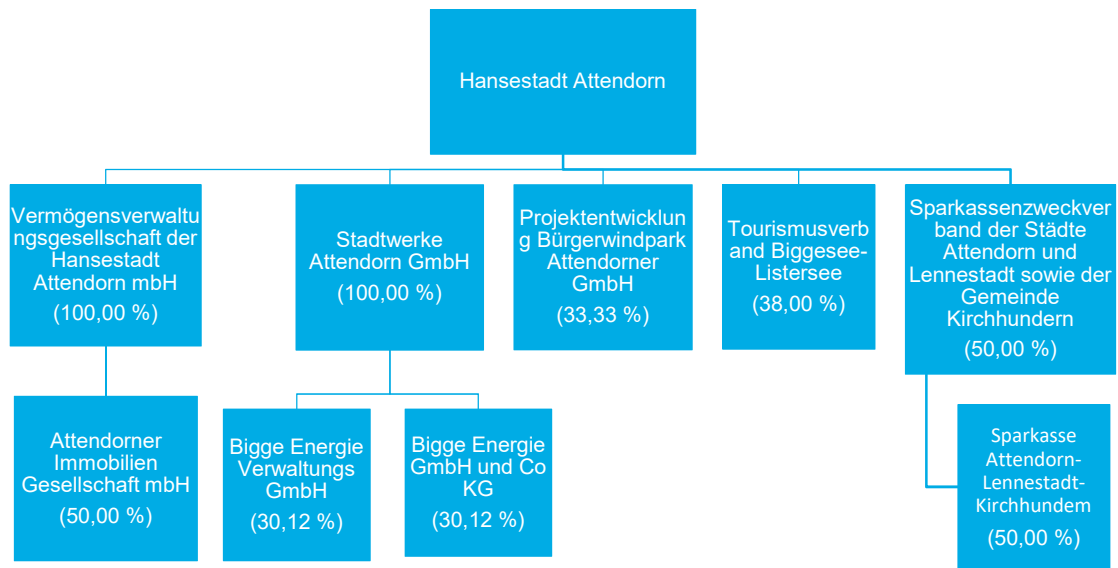 Hansestadt Attendorn
Vermögensverwaltu
ngsgesellschaft der
Hansestadt
Attendorn mbH
(100,00 %)
Stadtwerke
Attendorn GmbH
(100,00 %)
Projektentwicklun
g Bürgerwindpark
Attendorner
GmbH
(33,33 %)
Tourismusverb
and Biggesee-
Listersee
(38,00 %)
Sparkassenzweckver
band der Städte
Attendorn und
Lennestadt sowie der
Gemeinde
Kirchhundern
(50,00 %)
Attendorner
Immobilien
Gesellschaft mbH
(50,00 %)
Bigge Energie
Verwaltungs
GmbH
(30,12 %)
Bigge Energie
GmbH und Co
KG
(30,12 %)
Sparkasse
Attendorn-
Lennestadt-
Kirchhundem
(50,00 %)